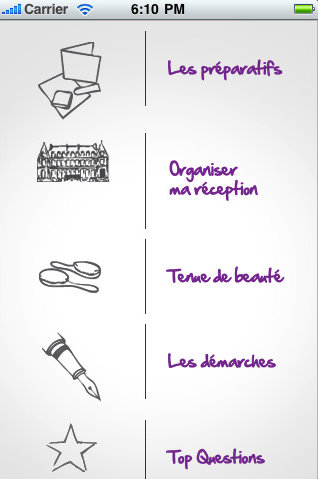 Carrier 6:10 PM
Les préparatifs
Organiser
ma réception
Tenue de beauté
Les démarches
Top Questions